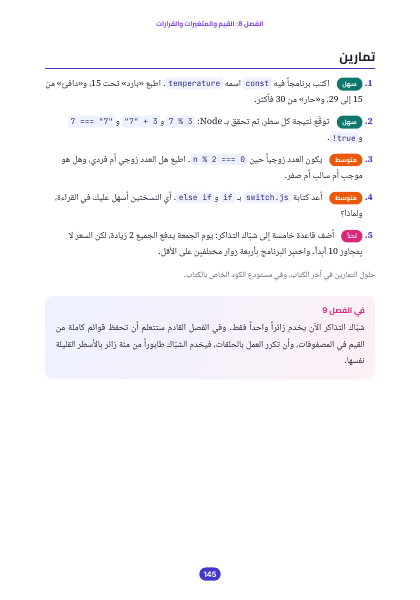 الفصل 8: القيم والمتغيرات والقرارات
تمارين
1. سهل اكتب برنامجاً فيه const اسمه temperature. اطبع «بارد» تحت 15، و«دافئ» من
15 إلى 29، و«حار» من 30 فأكثر.
2. سهل توقّع نتيجة كل سطر، ثم تحقق بـ Node: 7 % 3 و "7" + 3 و 7 === "7"
و !true.
3. متوسط يكون العدد زوجياً حين n % 2 === 0. اطبع هل العدد زوجي أم فردي، وهل هو
موجب أم سالب أم صفر.
4. متوسط أعد كتابة switch.js بـ if و else if. أي النسختين أسهل عليك في القراءة،
ولماذا؟
5. تحدٍّ أضف قاعدة خامسة إلى شبّاك التذاكر: يوم الجمعة يدفع الجميع 2 زيادة، لكن السعر لا
يتجاوز 10 أبداً. واختبر البرنامج بأربعة زوار مختلفين على الأقل.
حلول التمارين في آخر الكتاب، وفي مستودع الكود الخاص بالكتاب.
في الفصل 9
شبّاك التذاكر الآن يخدم زائراً واحداً فقط. وفي الفصل القادم ستتعلم أن تحفظ قوائم كاملة من
القيم في المصفوفات، وأن تكرر العمل بالحلقات، فيخدم الشبّاك طابوراً من مئة زائر بالأسطر القليلة
نفسها.
145